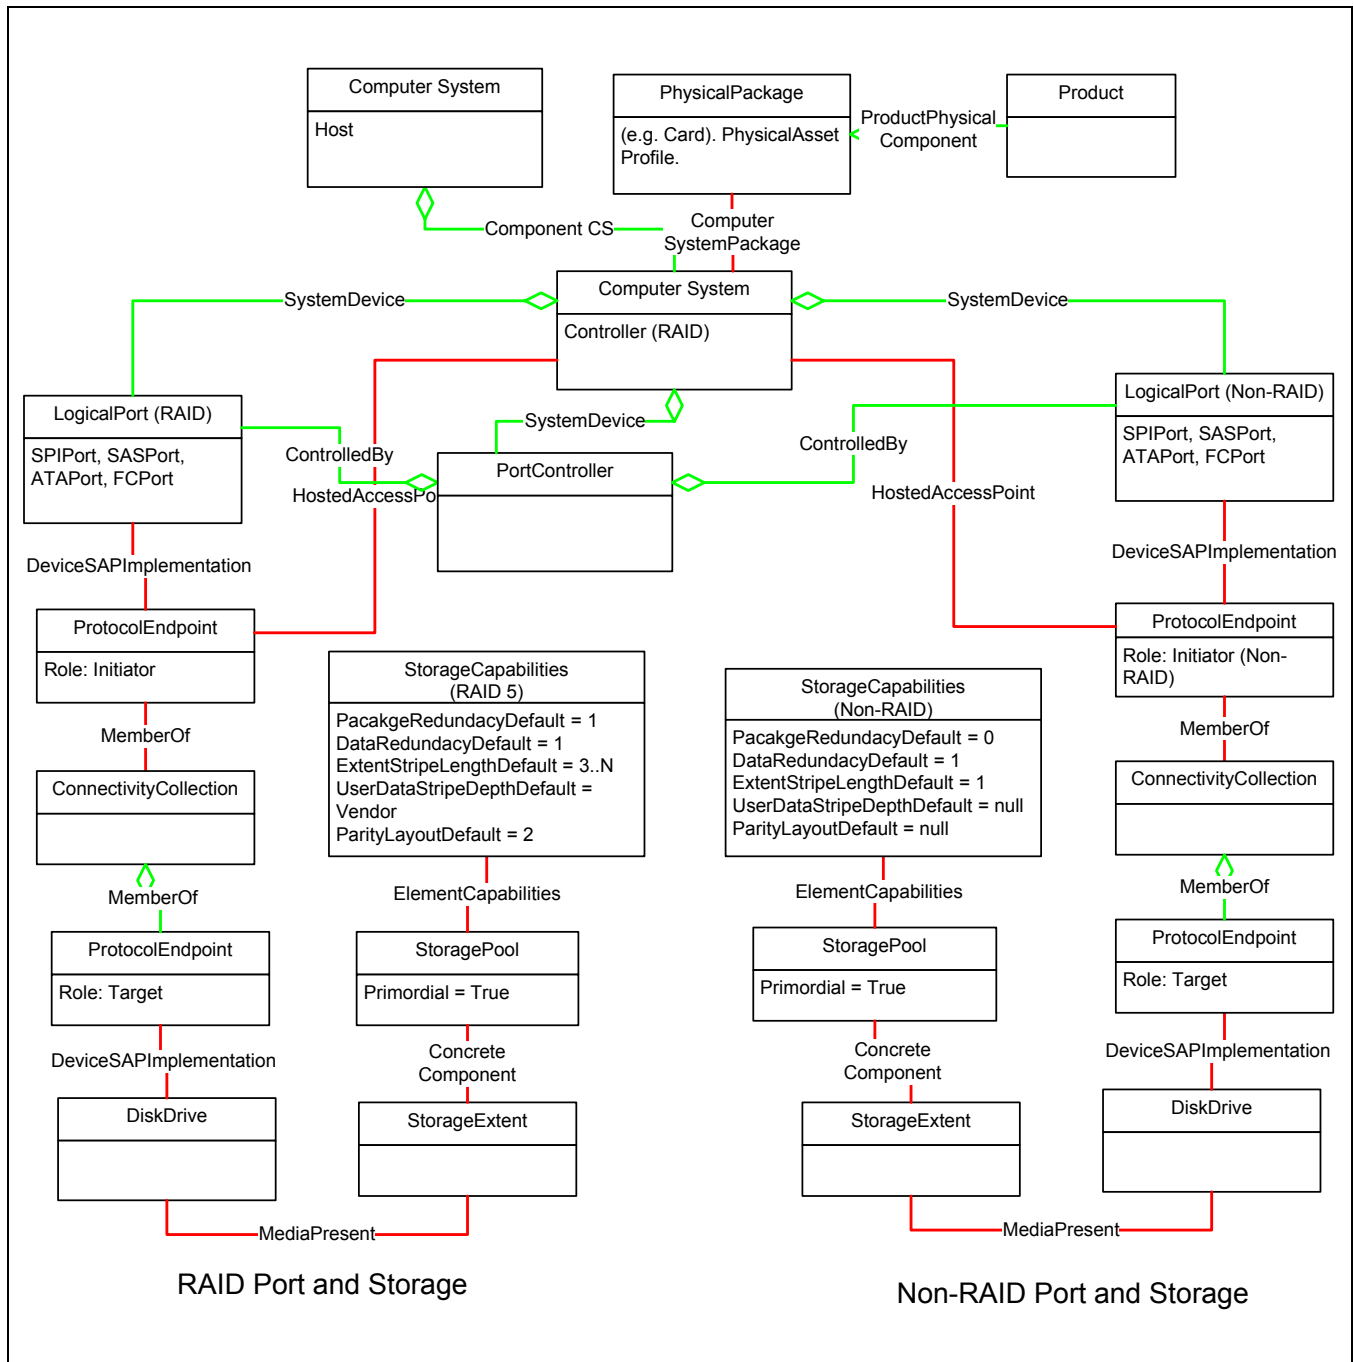 Computer System
Host
PhysicalPackage
(e.g. Card). PhysicalAsset
Profile.
ProductPhysical
Component
Product
Component CS
Computer
SystemPackage
SystemDevice
Computer System
Controller (RAID)
SystemDevice
LogicalPort (RAID)
SPIPort, SASPort,
ATAPort, FCPort
ControlledBy
SystemDevice
PortController
HostedAccessPo
ControlledBy
LogicalPort (Non-RAID)
SPIPort, SASPort,
ATAPort, FCPort
HostedAccessPoint
DeviceSAPImplementation
DeviceSAPImplementation
ProtocolEndpoint
Role: Initiator
ProtocolEndpoint
Role: Initiator (Non-
RAID)
StorageCapabilities
(RAID 5)
PacakgeRedundacyDefault = 1
DataRedundacyDefault = 1
ExtentStripeLengthDefault = 3..N
UserDataStripeDepthDefault =
Vendor
ParityLayoutDefault = 2
StorageCapabilities
(Non-RAID)
PacakgeRedundacyDefault = 0
DataRedundacyDefault = 1
ExtentStripeLengthDefault = 1
UserDataStripeDepthDefault = null
ParityLayoutDefault = null
MemberOf
MemberOf
ConnectivityCollection
ConnectivityCollection
MemberOf
ElementCapabilities
ElementCapabilities
MemberOf
ProtocolEndpoint
Role: Target
StoragePool
Primordial = True
StoragePool
Primordial = True
ProtocolEndpoint
Role: Target
DeviceSAPImplementation
Concrete
Component
Concrete
Component
DeviceSAPImplementation
DiskDrive
StorageExtent
StorageExtent
DiskDrive
MediaPresent
MediaPresent
RAID Port and Storage
Non-RAID Port and Storage